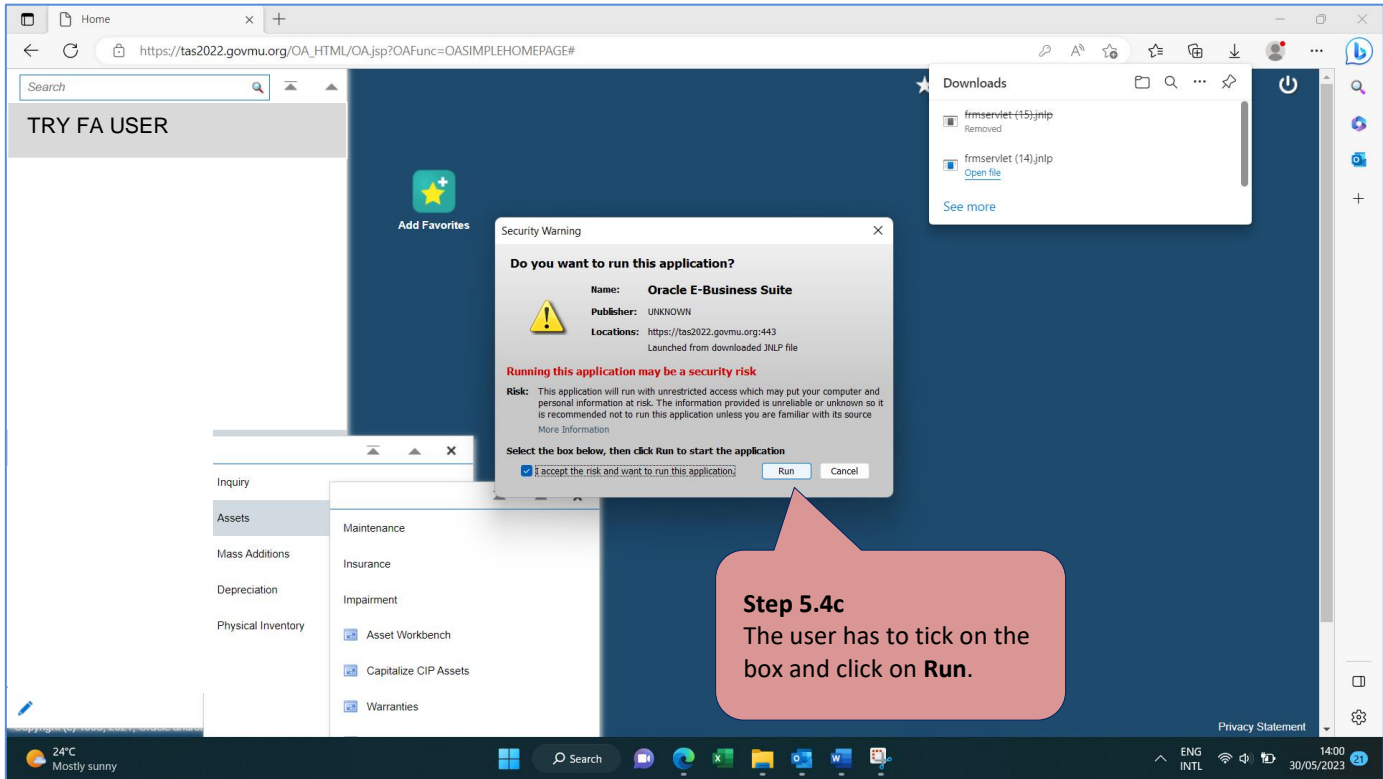 Home
https://tas2022.govmu.org/OA_HTML/OA.jsp?OAFunc=OASIMPLEHOMEPAGE#
Search
TRY FA USER
Add Favorites
Downloads
frmservlet (15).jnlp
Removed
frmservlet (14).jnlp
Open file
See more
Security Warning
Do you want to run this application?
Name: Oracle E-Business Suite
Publisher: UNKNOWN
Locations: https://tas2022.govmu.org:443
Launched from downloaded JNLP file
Running this application may be a security risk
Risk: This application will run with unrestricted access which may put your computer and
personal information at risk. The information provided is unreliable or unknown so it
is recommended not to run this application unless you are familiar with its source
More Information
Select the box below, then click Run to start the application
I accept the risk and want to run this application.
Run Cancel
Inquiry
Assets
Mass Additions
Depreciation
Physical Inventory
Maintenance
Insurance
Impairment
Asset Workbench
Capitalize CIP Assets
Warranties
Step 5.4c
The user has to tick on the
box and click on Run.
Privacy Statement
24°C
Mostly sunny
Search
ENG
INTL
14:00
30/05/2023
21